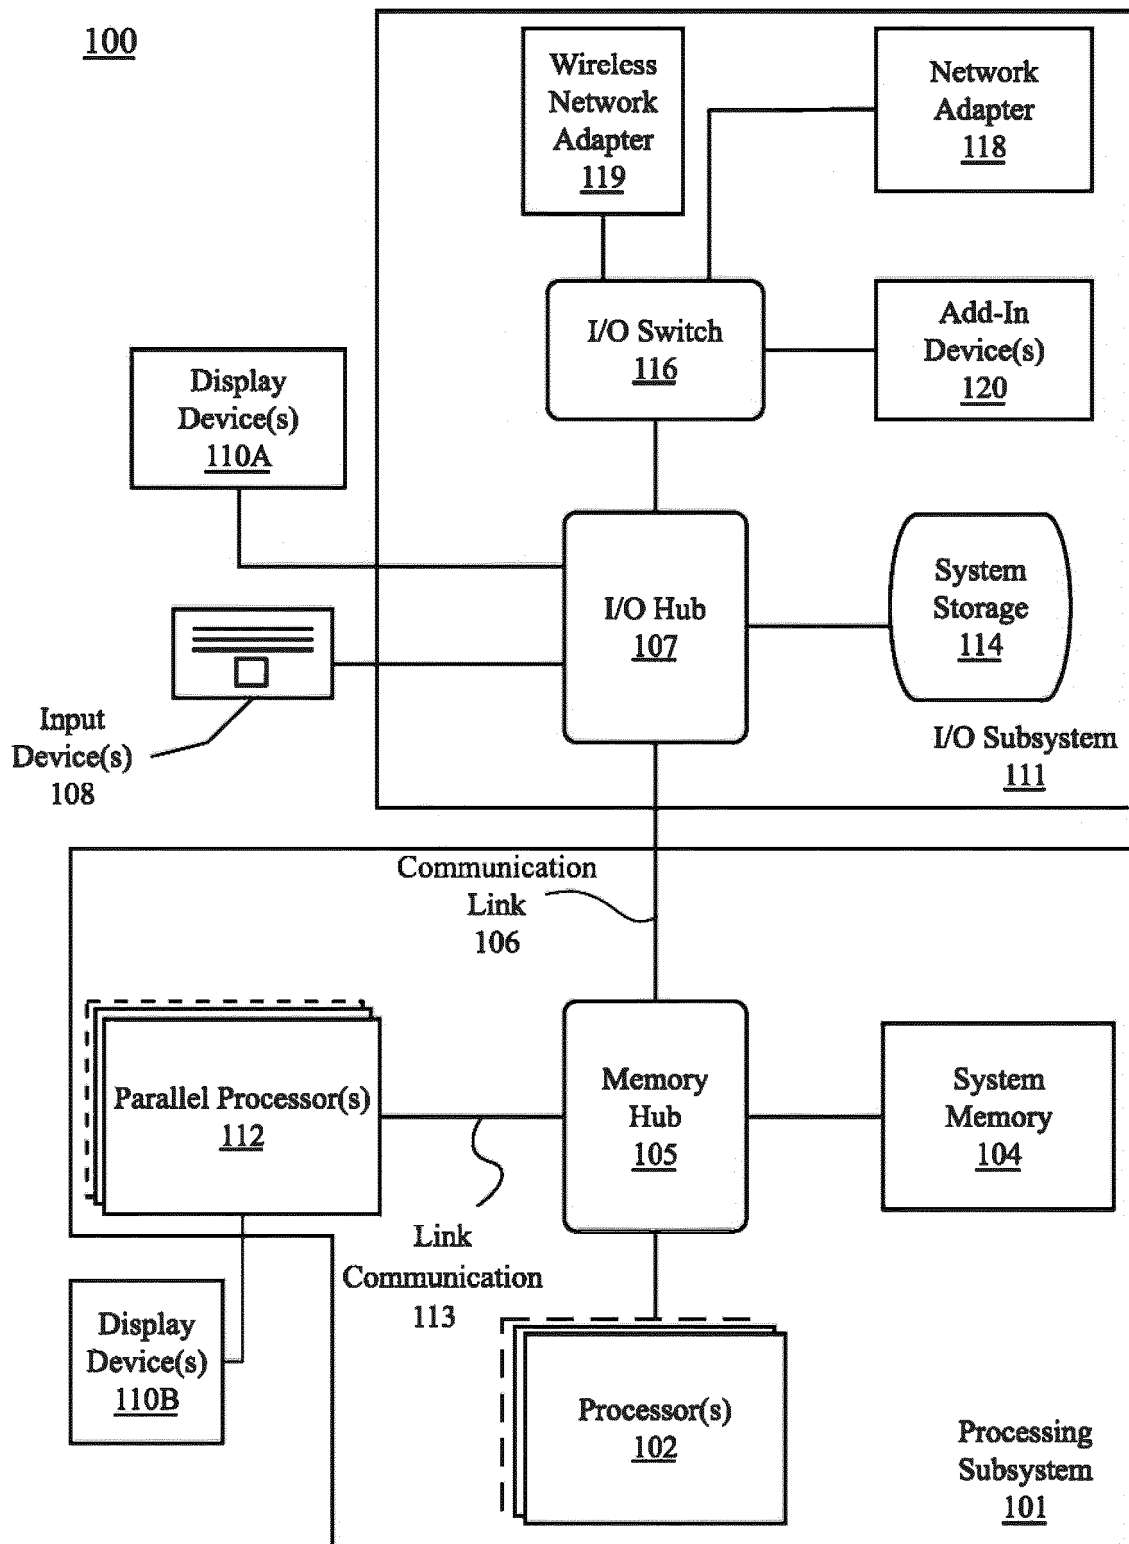 100
Wireless
Network
Adapter
119
Network
Adapter
118
I/O Switch
116
Add-In
Device(s)
120
Display
Device(s)
110A
I/O Hub
107
System
Storage
114
Input
Device(s)
108
I/O Subsystem
111
Communication
Link
106
Parallel Processor(s)
112
Memory
Hub
105
System
Memory
104
Link
Communication
113
Display
Device(s)
110B
Processor(s)
102
Processing
Subsystem
101